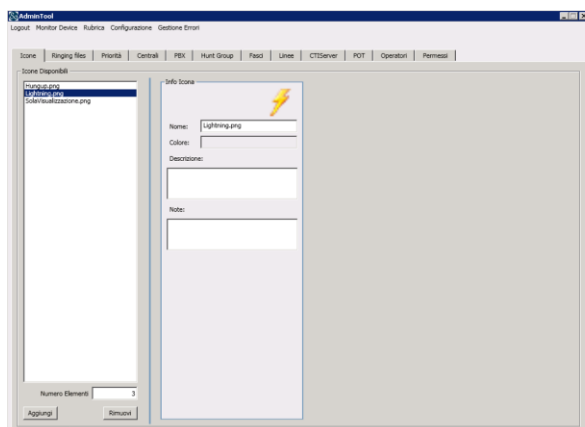 AdminTool
Logout Monitor Device Rubrica Configurazione Gestione Errori
Icone Ringing files Priorità Centrali PBX Hunt Group Fasci Linee CTIServer POT Operatori Permessi
Icone Disponibili
Hungup.png
Lightning.png
SolaVisualizzazione.png
Numero Elementi 3
Aggiungi Rimuovi
Info Icona
Nome: Lightning.png
Colore:
Descrizione:
Note: